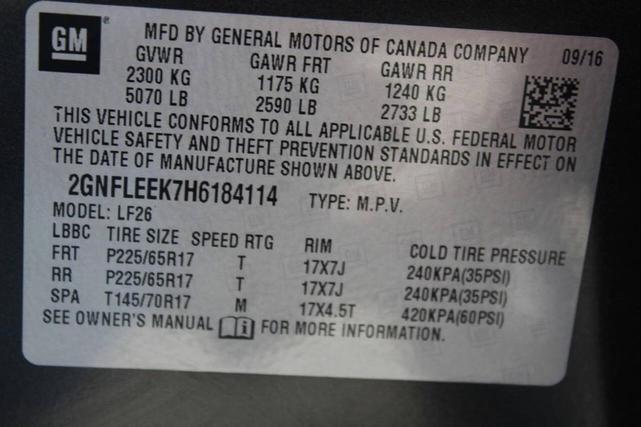 GM
MFD BY GENERAL MOTORS OF CANADA COMPANY 09/16
GVWR GAWR FRT GAWR RR
2300 KG 1175 KG 1240 KG
5070 LB 2590 LB 2733 LB
THIS VEHICLE CONFORMS TO ALL APPLICABLE U.S. FEDERAL MOTOR
VEHICLE SAFETY AND THEFT PREVENTION STANDARDS IN EFFECT ON
THE DATE OF MANUFACTURE SHOWN ABOVE.
2GNFLEEK7H6184114 TYPE: M.P.V.
MODEL: LF26
LBBC TIRE SIZE SPEED RTG RIM COLD TIRE PRESSURE
FRT P225/65R17 T 17X7J 240KPA(35PSI)
RR P225/65R17 T 17X7J 240KPA(35PSI)
SPA T145/70R17 M 17X4.5T 420KPA(60PSI)
SEE OWNER'S MANUAL i FOR MORE INFORMATION.